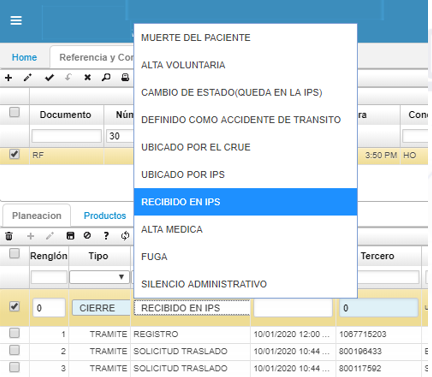 MUERTE DEL PACIENTE
ALTA VOLUNTARIA
CAMBIO DE ESTADO(QUEDA EN LA IPS)
DEFINIDO COMO ACCIDENTE DE TRANSITO
UBICADO POR EL CRUE
UBICADO POR IPS
RECIBIDO EN IPS
ALTA MEDICA
FUGA
SILENCIO ADMINISTRATIVO
Home Referencia y Con
Documento Núm ra Cond
30
RF 3:50 PM HO
Planeacion Productos
Renglón Tipo Tercero
0 CIERRE RECIBIDO EN IPS 0
1 TRAMITE REGISTRO 10/01/2020 12:00 ... 1067715203
2 TRAMITE SOLICITUD TRASLADO 10/01/2020 10:44 ... 800196433 E
3 TRAMITE SOLICITUD TRASLADO 10/01/2020 10:44 ... 800117592 S